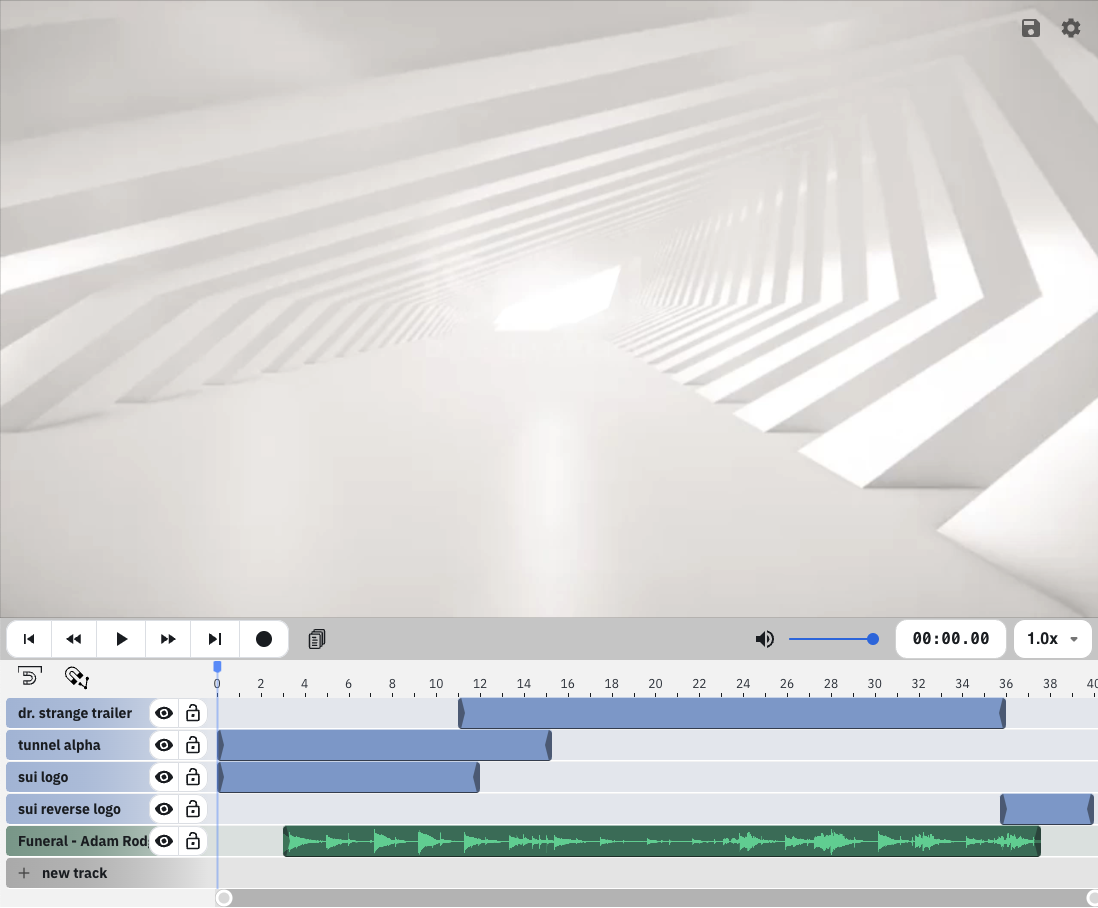 00:00.00
1.0x
0 2 4 6 8 10 12 14 16 18 20 22 24 26 28 30 32 34 36 38 40
dr. strange trailer
tunnel alpha
sui logo
sui reverse logo
Funeral - Adam Rod
+ new track